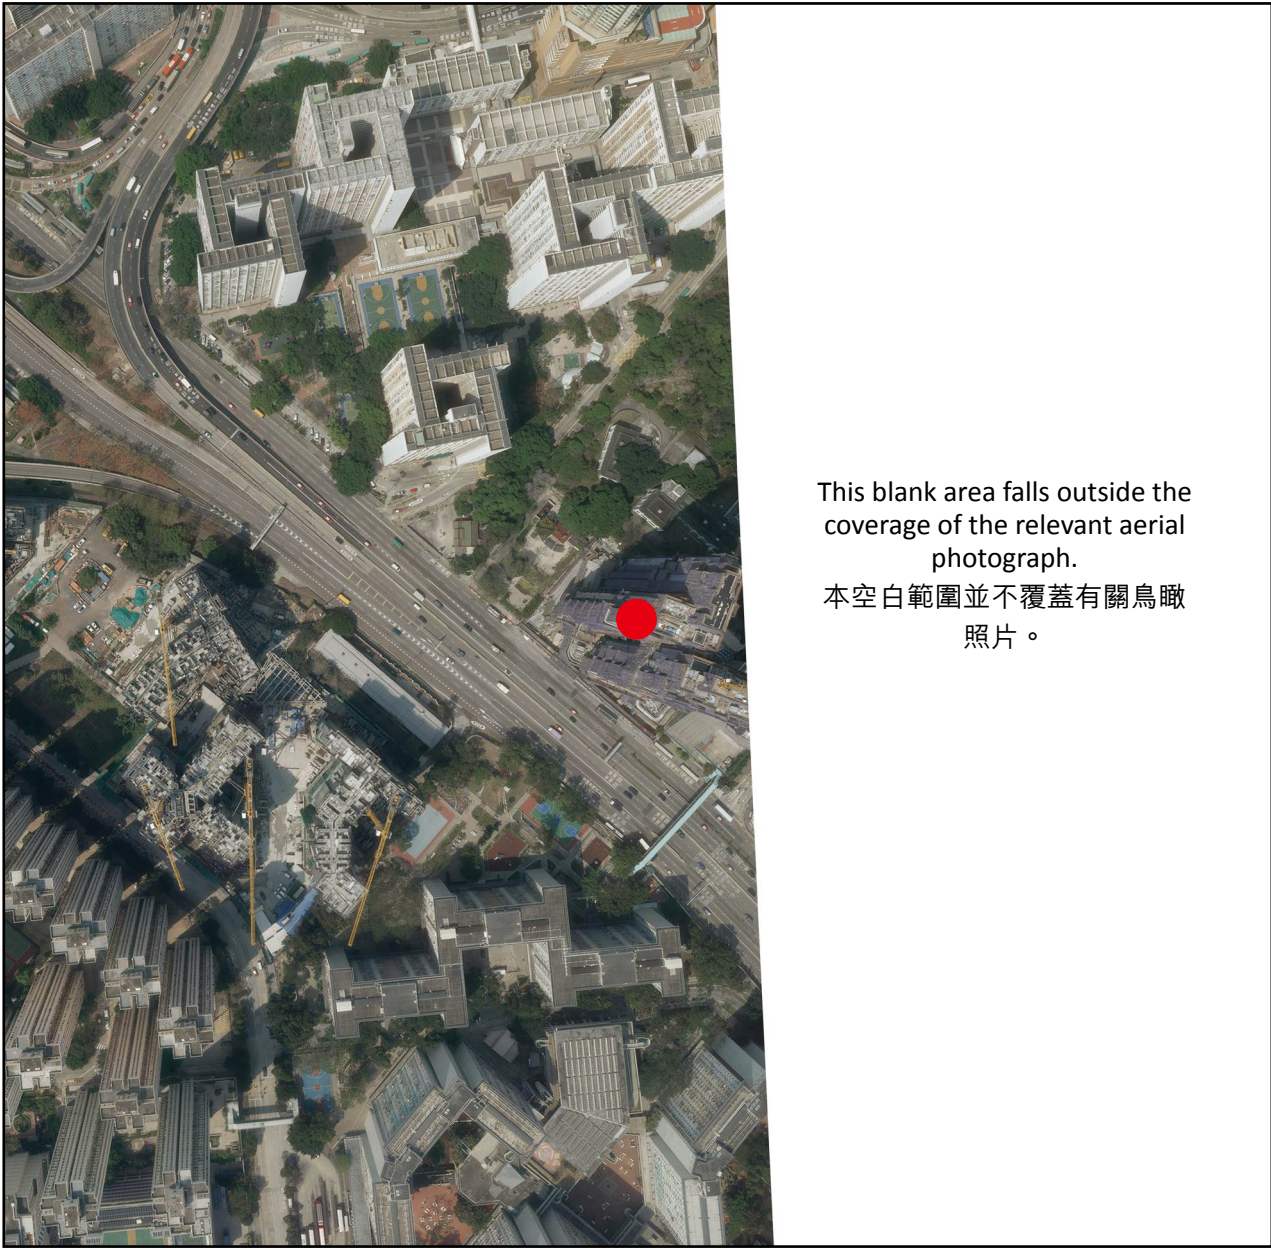 This blank area falls outside the
coverage of the relevant aerial
photograph.
本空白範圍並不覆蓋有關鳥瞰
照片。